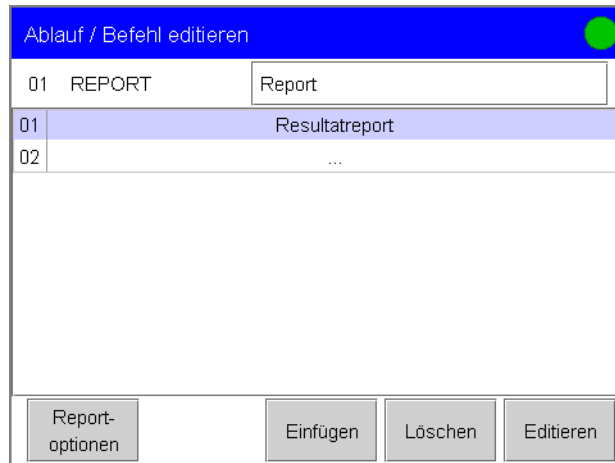 Ablauf / Befehl editieren
01 REPORT Report
01 Resultatreport
02 ...
Report-
optionen
Einfügen Löschen Editieren